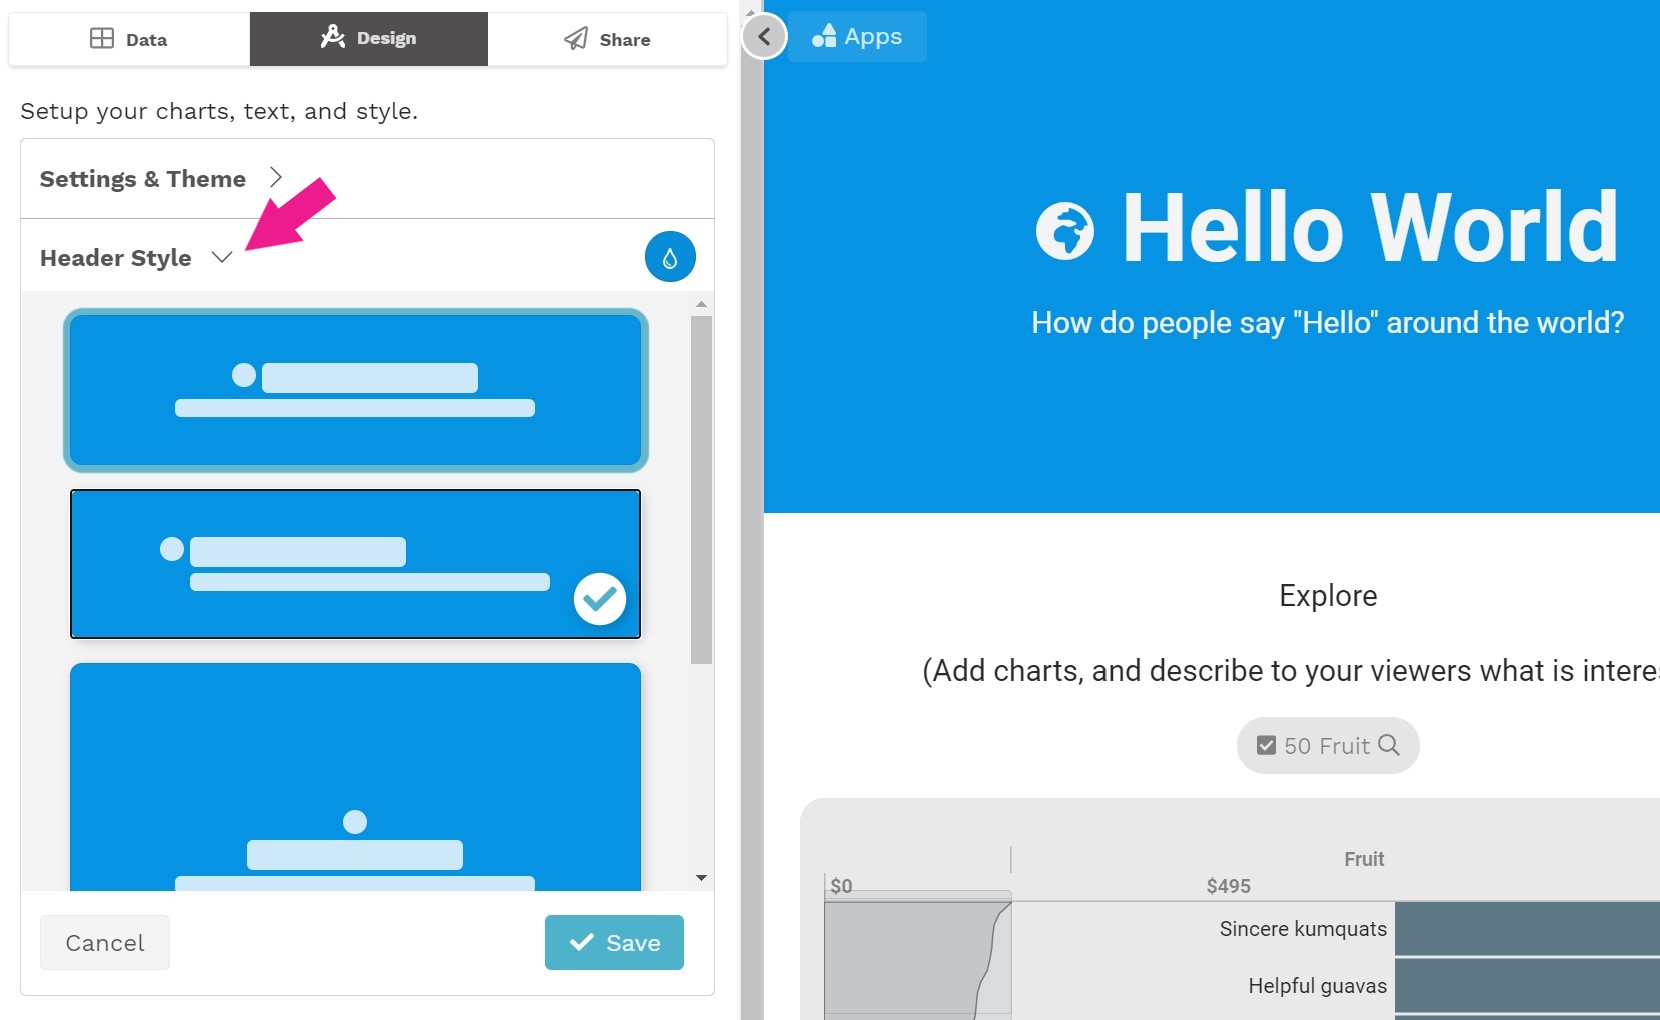 Data
Design
Share
Apps
Setup your charts, text, and style.
Settings & Theme
Header Style
Cancel
Save
Hello World
How do people say "Hello" around the world?
Explore
(Add charts, and describe to your viewers what is
50 Fruit
Fruit
$0
$495
Sincere kumquats
Helpful guavas